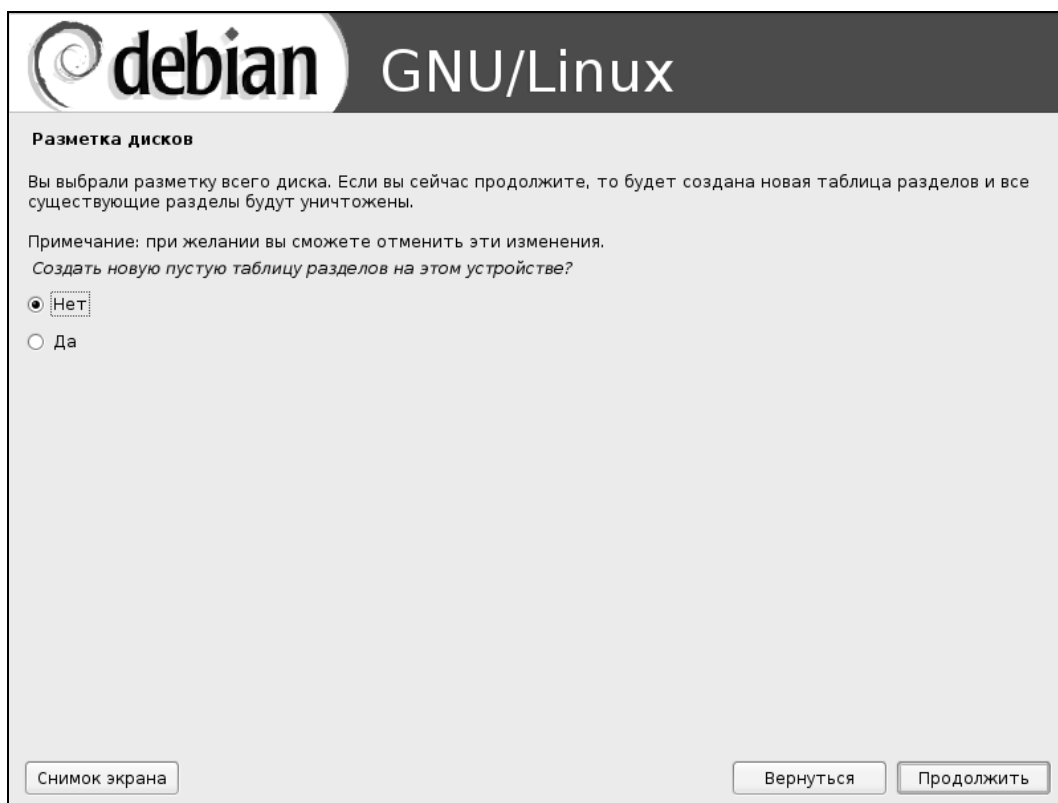 debian GNU/Linux
Разметка дисков
Вы выбрали разметку всего диска. Если вы сейчас продолжите, то будет создана новая таблица разделов и все
существующие разделы будут уничтожены.
Примечание: при желании вы сможете отменить эти изменения.
Создать новую пустую таблицу разделов на этом устройстве?
Нет
Да
Снимок экрана Вернуться Продолжить